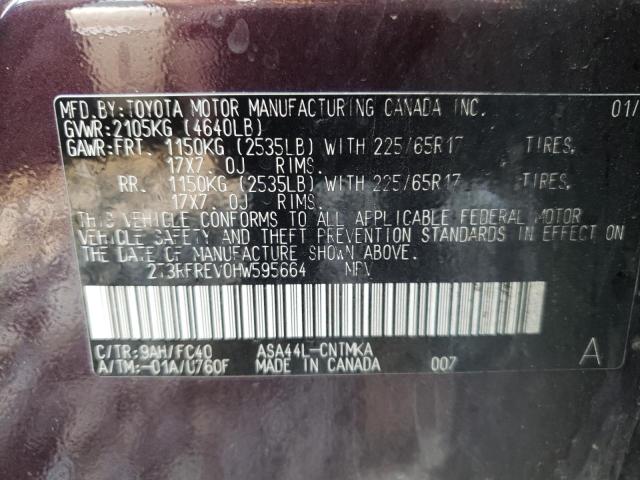 MFD.BY:TOYOTA MOTOR MANUFACTURING CANADA INC. 01/
GVWR:2105KG (4640LB)
GAWR:FRT. 1150KG (2535LB) WITH 225/65R17 TIRES,
17X7.0J RIMS.
RR. 1150KG (2535LB) WITH 225/65R17 TIRES,
17X7.0J RIMS.
THIS VEHICLE CONFORMS TO ALL APPLICABLE FEDERAL MOTOR
VEHICLE SAFETY AND THEFT PREVENTION STANDARDS IN EFFECT ON
THE DATE OF MANUFACTURE SHOWN ABOVE.
2T3RFREV0HW595664 MPV
C/TR:9AH/FC40 ASA44L-CNTMKA
A/TM:-01A/U760F MADE IN CANADA 007 A